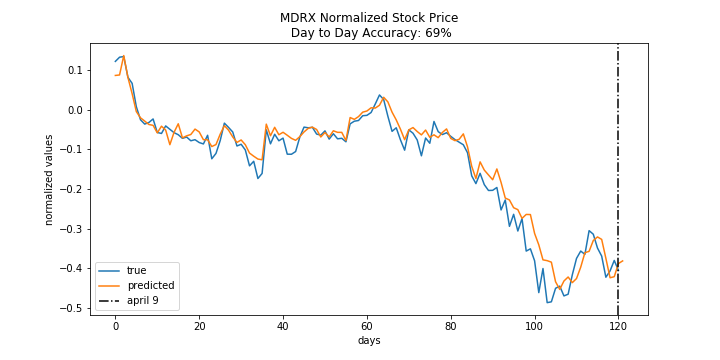 MDRX Normalized Stock Price
Day to Day Accuracy: 69%
normalized values
0.1
0.0
−0.1
−0.2
−0.3
−0.4
−0.5
true
predicted
april 9
0
20
40
60
80
100
120
days